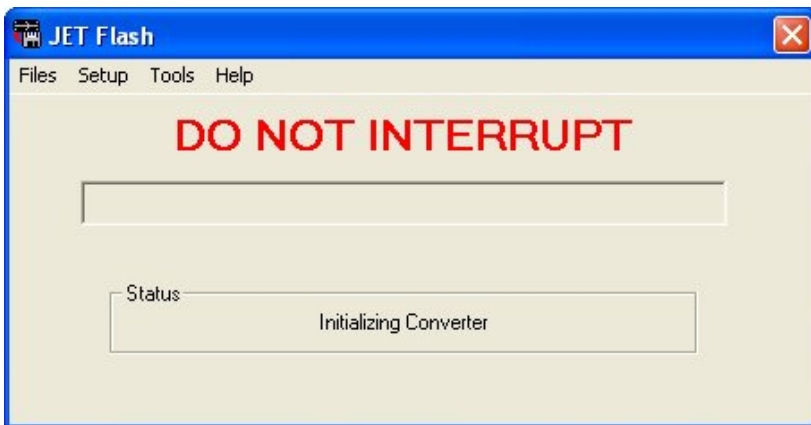 JET Flash
Files Setup Tools Help
DO NOT INTERRUPT
Status
Initializing Converter